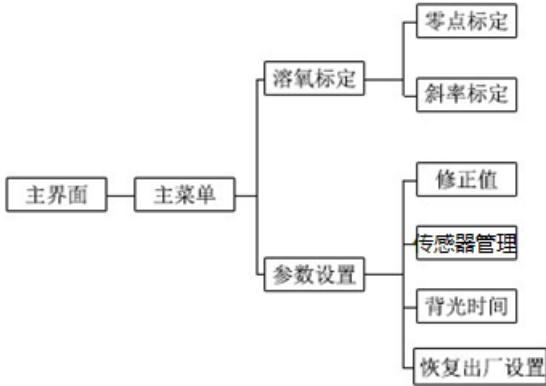 主界面
主菜单
溶氧标定
零点标定
斜率标定
参数设置
修正值
传感器管理
背光时间
恢复出厂设置